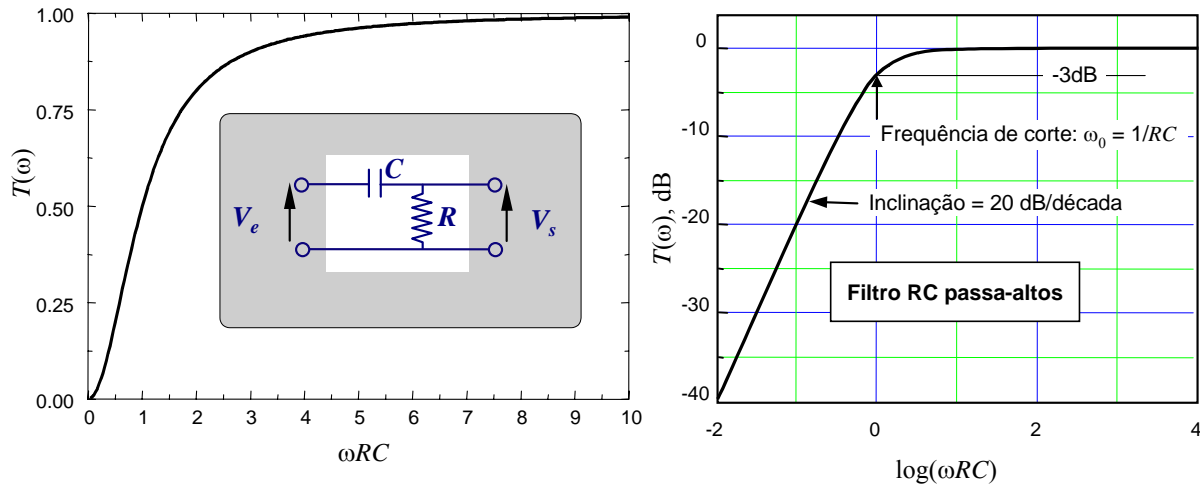 1.00
0.75
0.50
0.25
0.00
T(ω)
C
R
V_e
V_s
0 1 2 3 4 5 6 7 8 9 10
ωRC
0
-10
-20
-30
-40
T(ω), dB
-3dB
Frequência de corte: ω₀ = 1/RC
Inclinação = 20 dB/década
Filtro RC passa-altos
-2 0 2 4
log(ωRC)